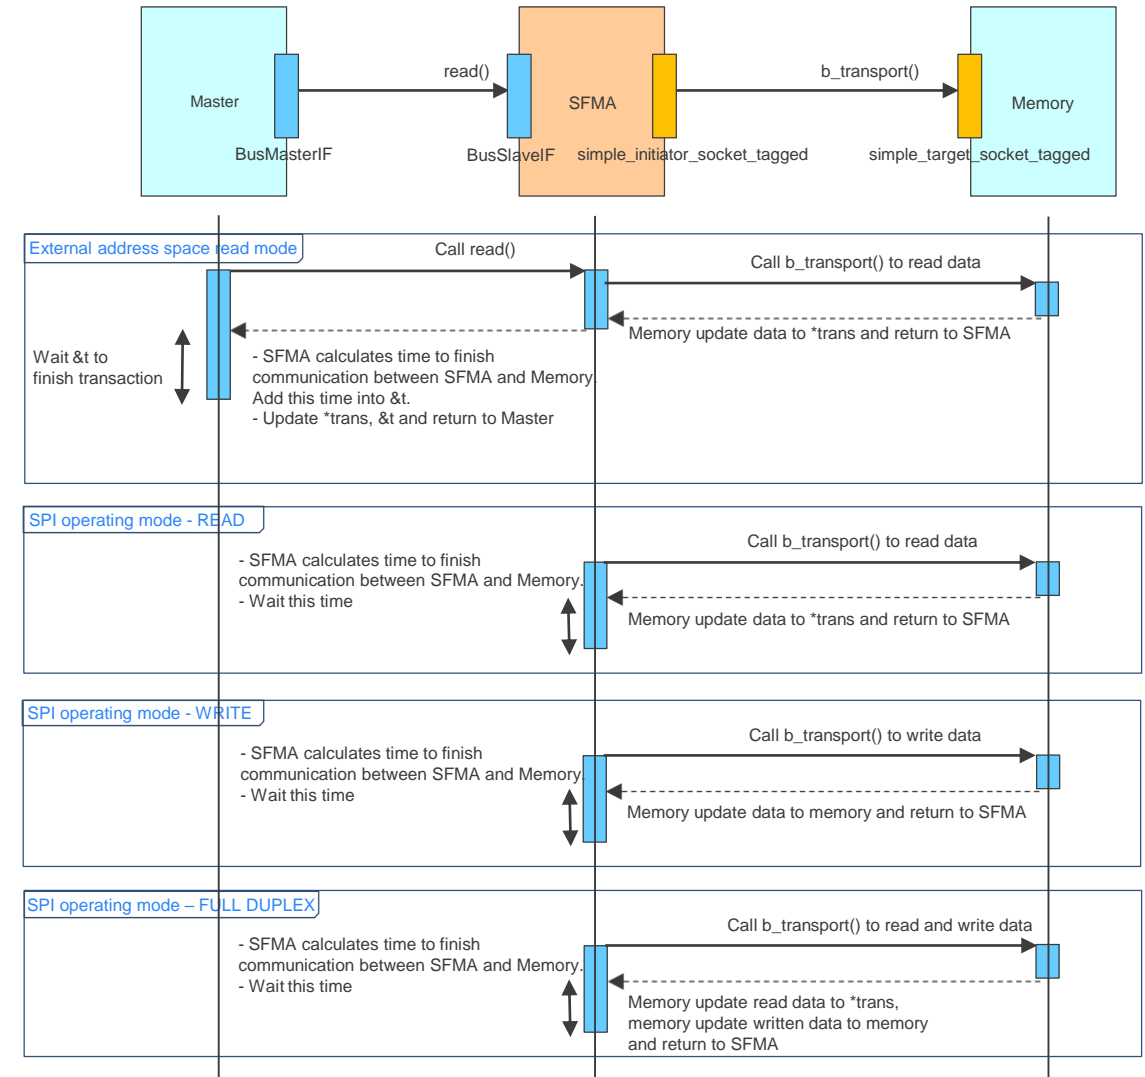 read()
b_transport()
Master
SFMA
Memory
BusMasterIF
BusSlaveIF
simple_initiator_socket_tagged
simple_target_socket_tagged
External address space read mode
Call read()
Call b_transport() to read data
Memory update data to *trans and return to SFMA
Wait &t to
finish transaction
- SFMA calculates time to finish
communication between SFMA and Memory.
Add this time into &t.
- Update *trans, &t and return to Master
SPI operating mode - READ
Call b_transport() to read data
- SFMA calculates time to finish
communication between SFMA and Memory.
- Wait this time
Memory update data to *trans and return to SFMA
SPI operating mode - WRITE
Call b_transport() to write data
- SFMA calculates time to finish
communication between SFMA and Memory.
- Wait this time
Memory update data to memory and return to SFMA
SPI operating mode – FULL DUPLEX
Call b_transport() to read and write data
- SFMA calculates time to finish
communication between SFMA and Memory.
- Wait this time
Memory update read data to *trans,
memory update written data to memory
and return to SFMA